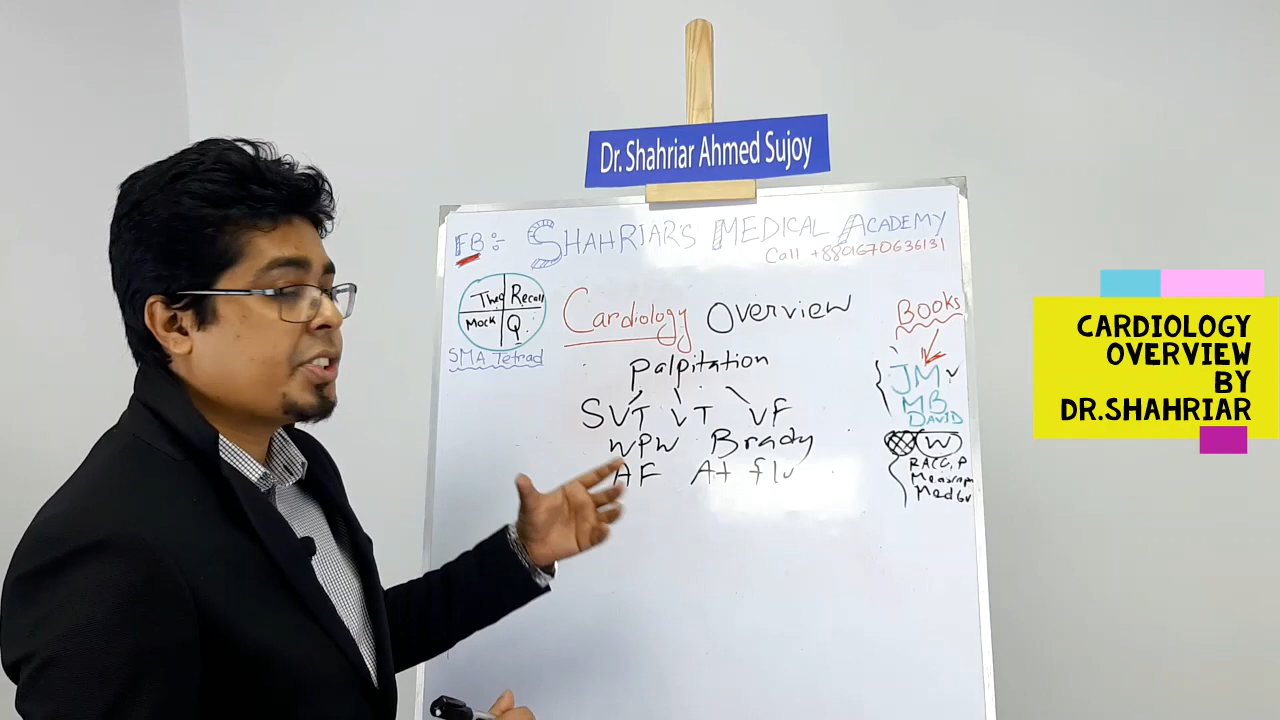 Dr. Shahriar Ahmed Sujoy
FB:- SHAHRIAR'S MEDICAL ACADEMY
Call +8801670636131
Recall
Mock Q
SMA Tetrad
Cardiology Overview
Palpitation
SVT VT VF
WPW Brady
AF At flu
Books
JM
MB
DAVID
W
RACGP
CARDIOLOGY
OVERVIEW
BY
DR.SHAHRIAR